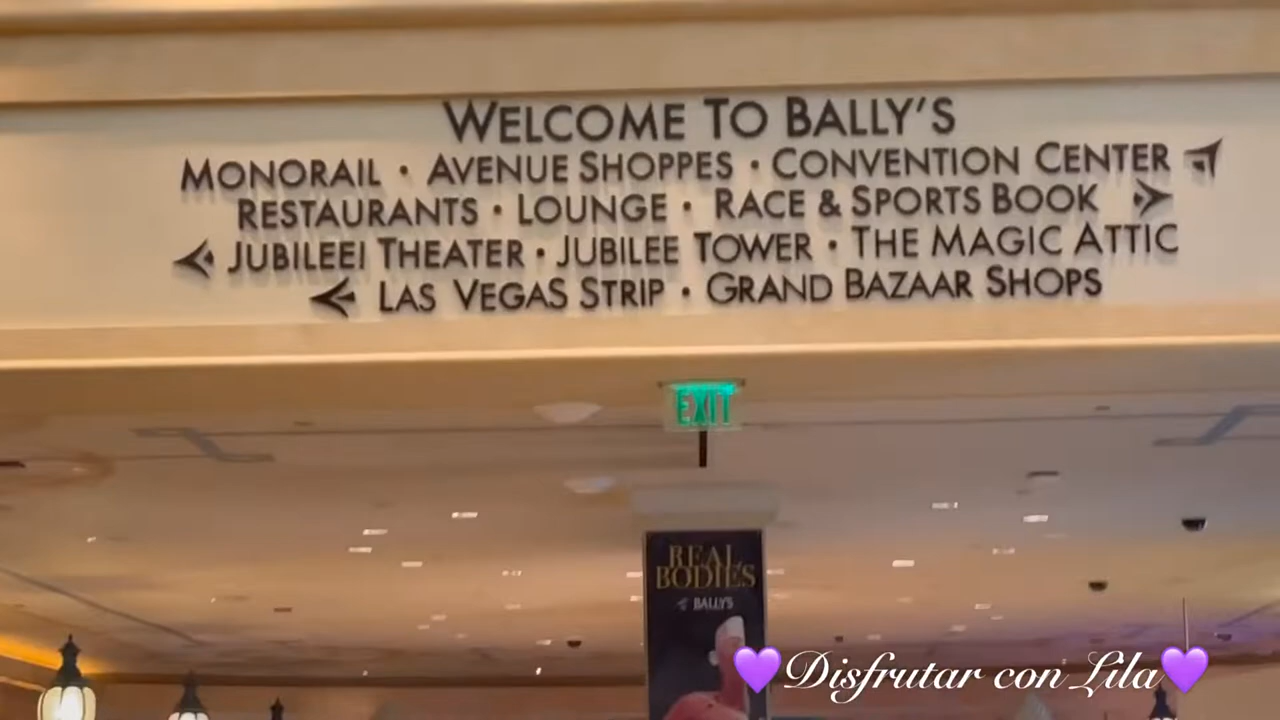 WELCOME TO BALLY'S
MONORAIL • AVENUE SHOPPES • CONVENTION CENTER
RESTAURANTS • LOUNGE • RACE & SPORTS BOOK
JUBILEE! THEATER • JUBILEE TOWER • THE MAGIC ATTIC
LAS VEGAS STRIP • GRAND BAZAAR SHOPS
EXIT
REAL
BODIES
BALLY'S
💜Disfrutar con Lila💜